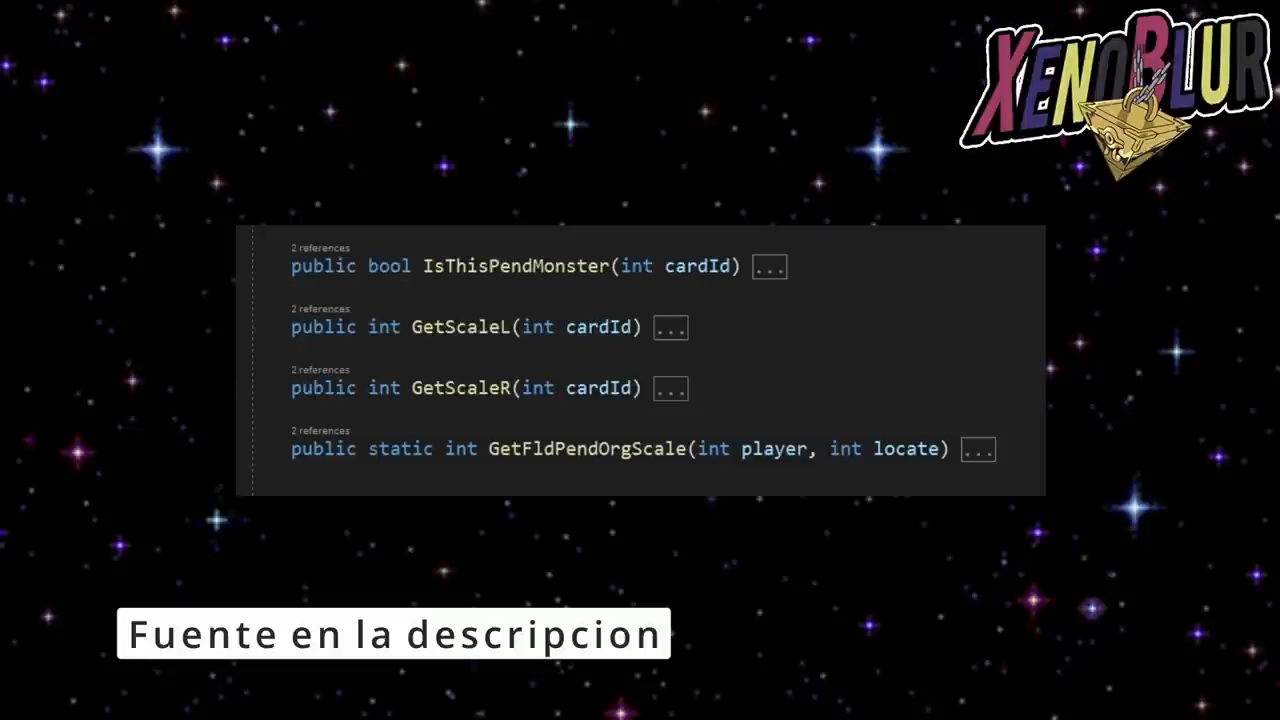 XENOBLUR
2 references
public bool IsThisPendMonster(int cardId) ...
2 references
public int GetScaleL(int cardId) ...
2 references
public int GetScaleR(int cardId) ...
2 references
public static int GetFldPendOrgScale(int player, int locate) ...
Fuente en la descripcion